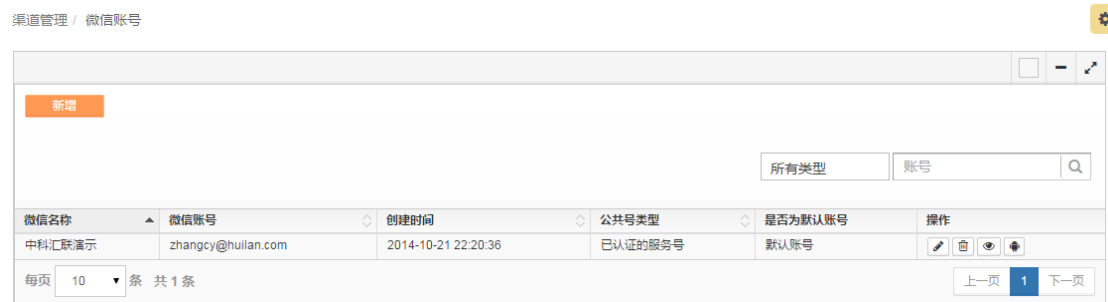 渠道管理 / 微信账号
新增
所有类型 账号
微信名称 微信账号 创建时间 公共号类型 是否为默认账号 操作
中科汇联演示 zhangcy@huilan.com 2014-10-21 22:20:36 已认证的服务号 默认账号
每页 10 条 共 1 条 上一页 1 下一页